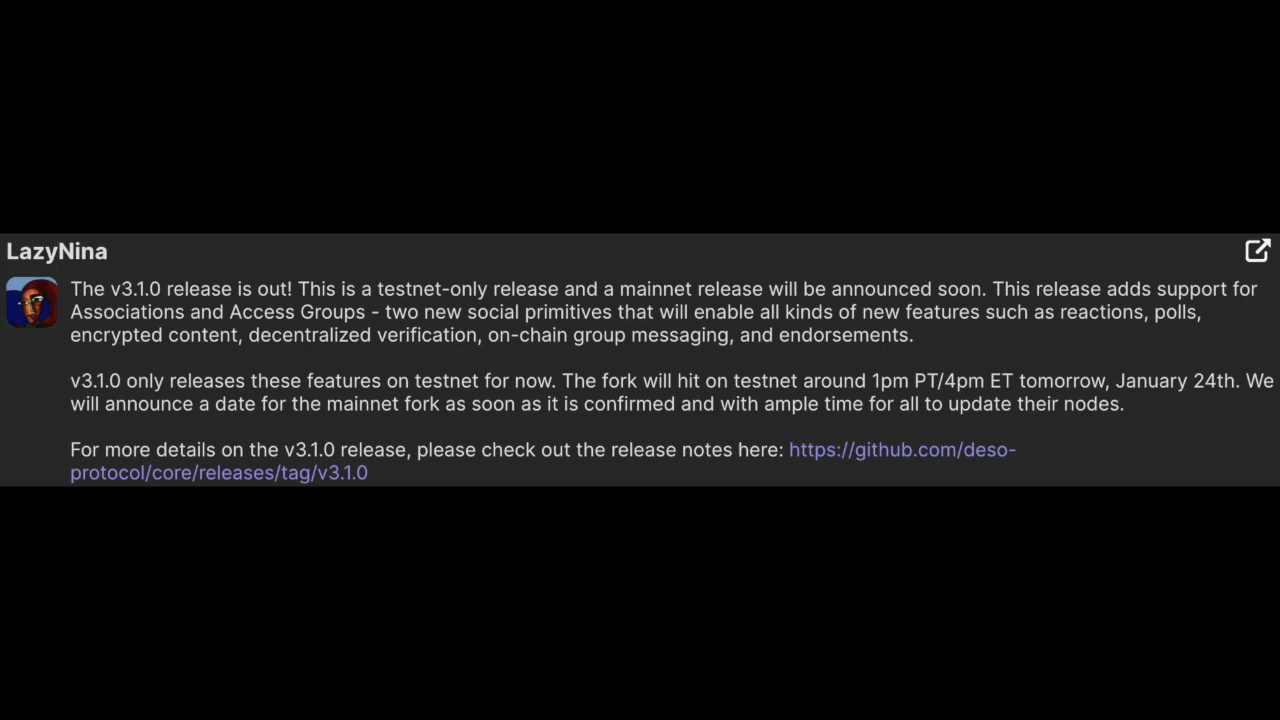 LazyNina
The v3.1.0 release is out! This is a testnet-only release and a mainnet release will be announced soon. This release adds support for
Associations and Access Groups - two new social primitives that will enable all kinds of new features such as reactions, polls,
encrypted content, decentralized verification, on-chain group messaging, and endorsements.
v3.1.0 only releases these features on testnet for now. The fork will hit on testnet around 1pm PT/4pm ET tomorrow, January 24th. We
will announce a date for the mainnet fork as soon as it is confirmed and with ample time for all to update their nodes.
For more details on the v3.1.0 release, please check out the release notes here: https://github.com/deso-
protocol/core/releases/tag/v3.1.0